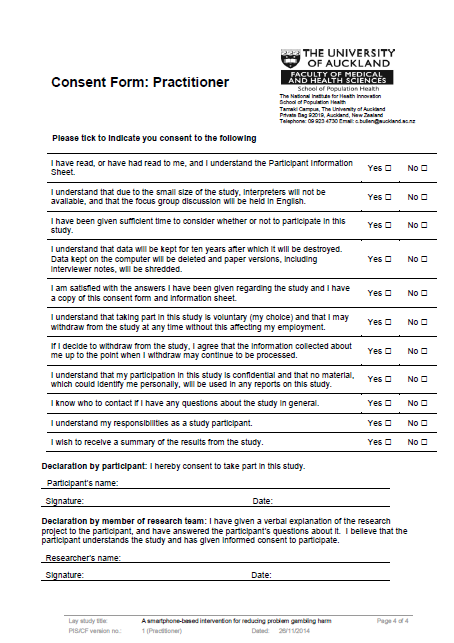 THE UNIVERSITY
OF AUCKLAND
FACULTY OF MEDICAL
AND HEALTH SCIENCES
School of Population Health
Consent Form: Practitioner
The National Institute for Health Innovation
School of Population Health
Tamaki Campus, The University of Auckland
Private Bag 92019, Auckland, New Zealand
Telephone: 09 923 4730 Email: c.bullen@auckland.ac.nz
Please tick to indicate you consent to the following
I have read, or have had read to me, and I understand the Participant Information
Sheet. Yes ☐ No ☐
I understand that due to the small size of the study, interpreters will not be
available, and that the focus group discussion will be held in English. Yes ☐ No ☐
I have been given sufficient time to consider whether or not to participate in this
study. Yes ☐ No ☐
I understand that data will be kept for ten years after which it will be destroyed.
Data kept on the computer will be deleted and paper versions, including
interviewer notes, will be shredded. Yes ☐ No ☐
I am satisfied with the answers I have been given regarding the study and I have
a copy of this consent form and information sheet. Yes ☐ No ☐
I understand that taking part in this study is voluntary (my choice) and that I may
withdraw from the study at any time without this affecting my employment. Yes ☐ No ☐
If I decide to withdraw from the study, I agree that the information collected about
me up to the point when I withdraw may continue to be processed. Yes ☐ No ☐
I understand that my participation in this study is confidential and that no material,
which could identify me personally, will be used in any reports on this study. Yes ☐ No ☐
I know who to contact if I have any questions about the study in general. Yes ☐ No ☐
I understand my responsibilities as a study participant. Yes ☐ No ☐
I wish to receive a summary of the results from the study. Yes ☐ No ☐
Declaration by participant: I hereby consent to take part in this study.
Participant's name:
Signature: Date:
Declaration by member of research team: I have given a verbal explanation of the research
project to the participant, and have answered the participant's questions about it. I believe that the
participant understands the study and has given informed consent to participate.
Researcher's name:
Signature: Date:
Lay study title: A smartphone-based intervention for reducing problem gambling harm Page 4 of 4
PIS/CF version no.: 1 (Practitioner) Dated: 26/11/2014